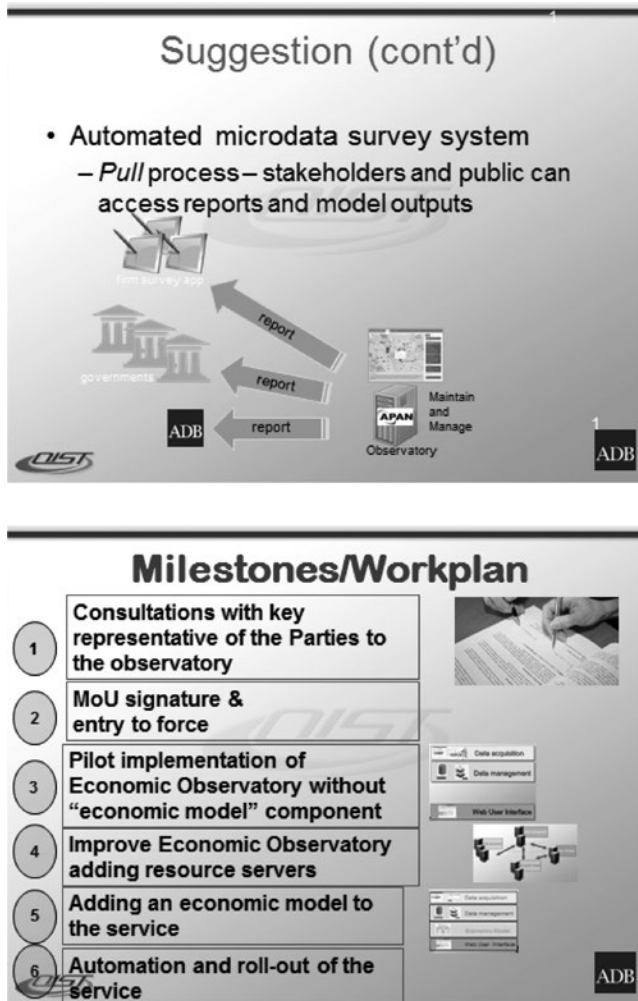 1
Suggestion (cont'd)
• Automated microdata survey system
– Pull process – stakeholders and public can
access reports and model outputs
firm survey app
report
governments
report
Maintain
and
Manage
APAN
ADB
report
Observatory
1
OIST
ADB
Milestones/Workplan
1
Consultations with key
representative of the Parties to
the observatory
2
MoU signature &
entry to force
3
Pilot implementation of
Economic Observatory without
"economic model" component
Data acquisition
Data management
Web User Interface
4
Improve Economic Observatory
adding resource servers
5
Adding an economic model to
the service
Data acquisition
Data management
Economic Model
Web User Interface
6
Automation and roll-out of the
service
OIST
ADB